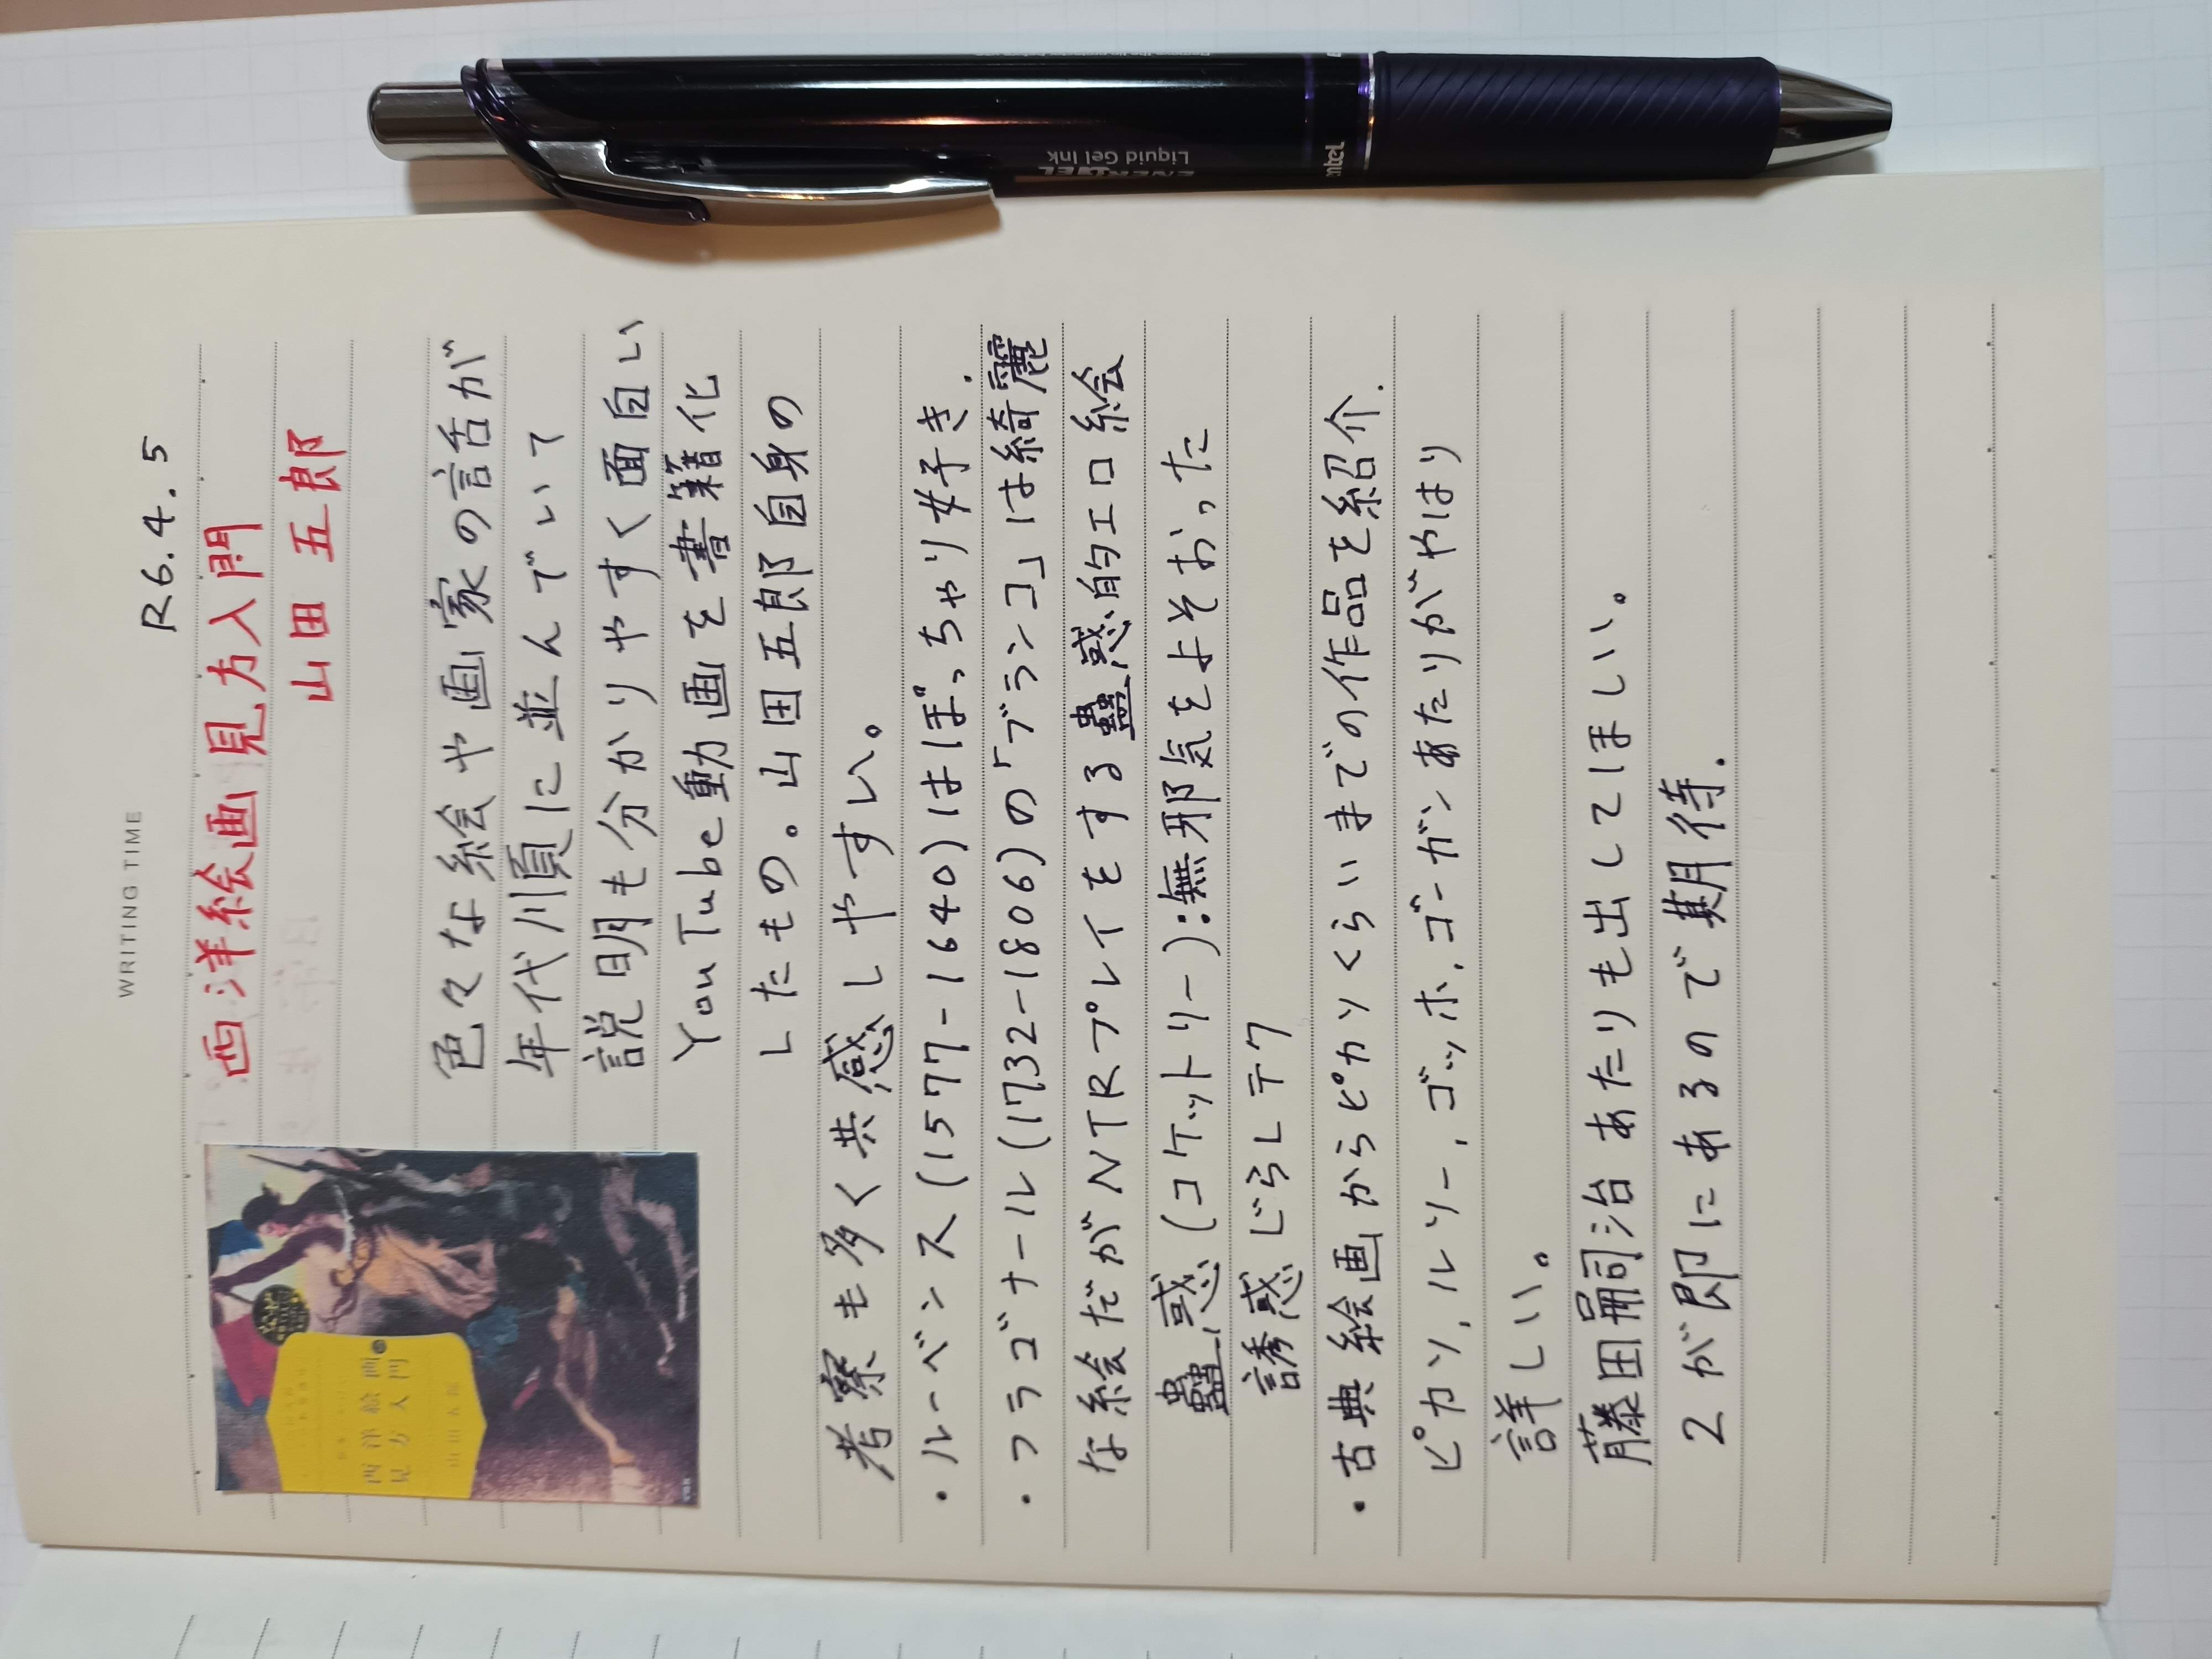 WRITING TIME
R6.4.5
西洋絵画見方入門
山田五郎
西洋絵画
見方入門
山田五郎
色々な絵や画家の話が
年代順に並んでいて
説明も分かりやすく面白い
YouTube動画を書籍化
したもの。山田五郎自身の
考察も多く共感しやすい。
・ルーベンス(1577-1640)はぽっちゃり好き.
・フラゴナール(1732-1806)の「ブランコ」は綺麗
な絵だがNTRプレイをする蠱惑的エロ絵
蠱惑(コケットリー):無邪気をよそおった
誘惑じらしテク
・古典絵画からピカソくらいまでの作品を紹介.
ピカソ,ルソー,ゴッホ,ゴーガンあたりがやはり
詳しい。
藤田嗣治あたりも出してほしい。
2が即にあるので期待.
Liquid Gel Ink
entel